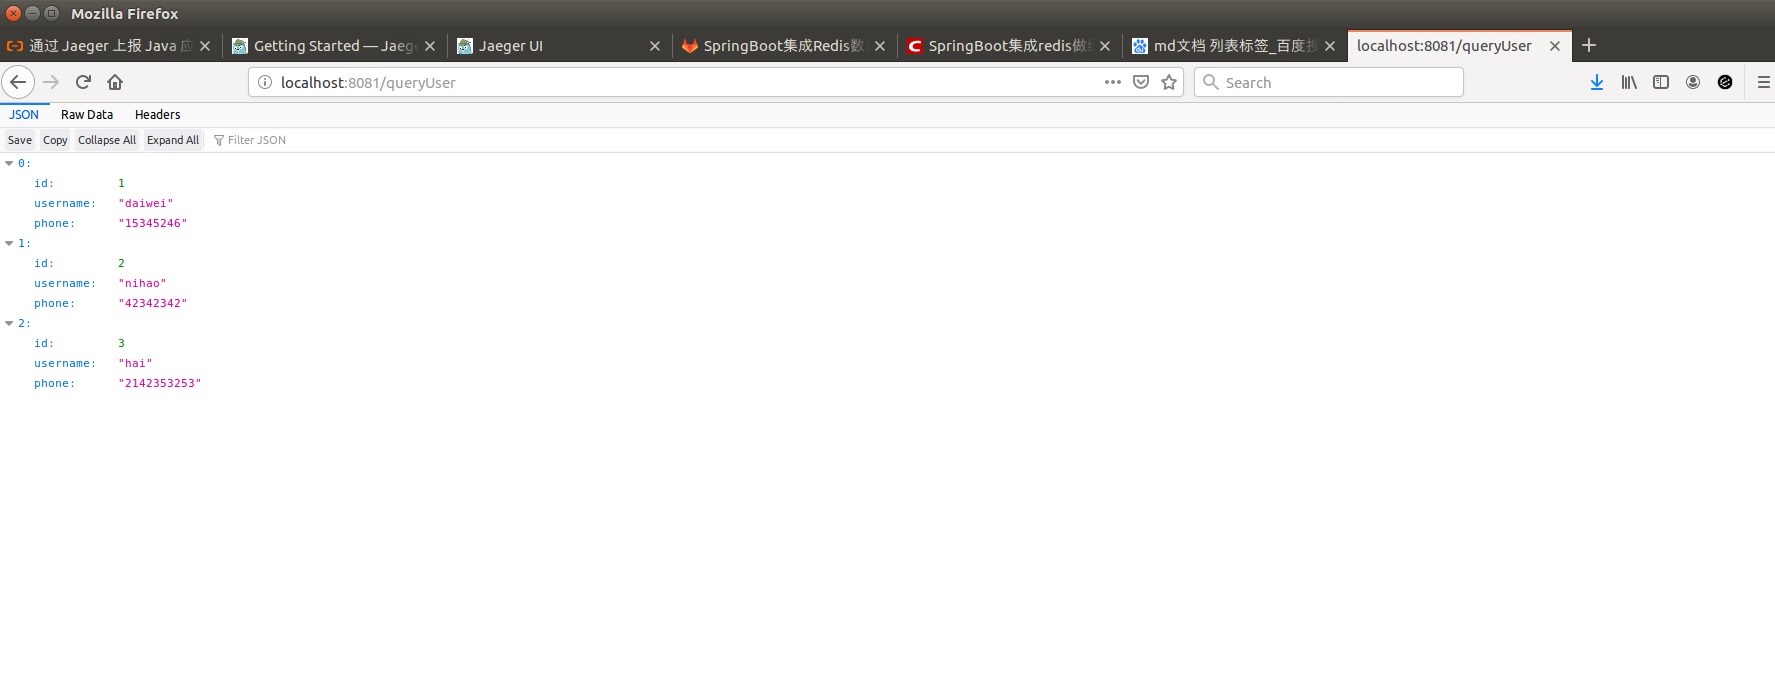 Mozilla Firefox
通过 Jaeger 上报 Java 应
Getting Started — Jaeg
Jaeger UI
SpringBoot集成Redis数
SpringBoot集成redis做
md文档 列表标签_百度搜
localhost:8081/queryUser
localhost:8081/queryUser
Search
JSON Raw Data Headers
Save Copy Collapse All Expand All Filter JSON
0:
id: 1
username: "daiwei"
phone: "15345246"
1:
id: 2
username: "nihao"
phone: "42342342"
2:
id: 3
username: "hai"
phone: "2142353253"